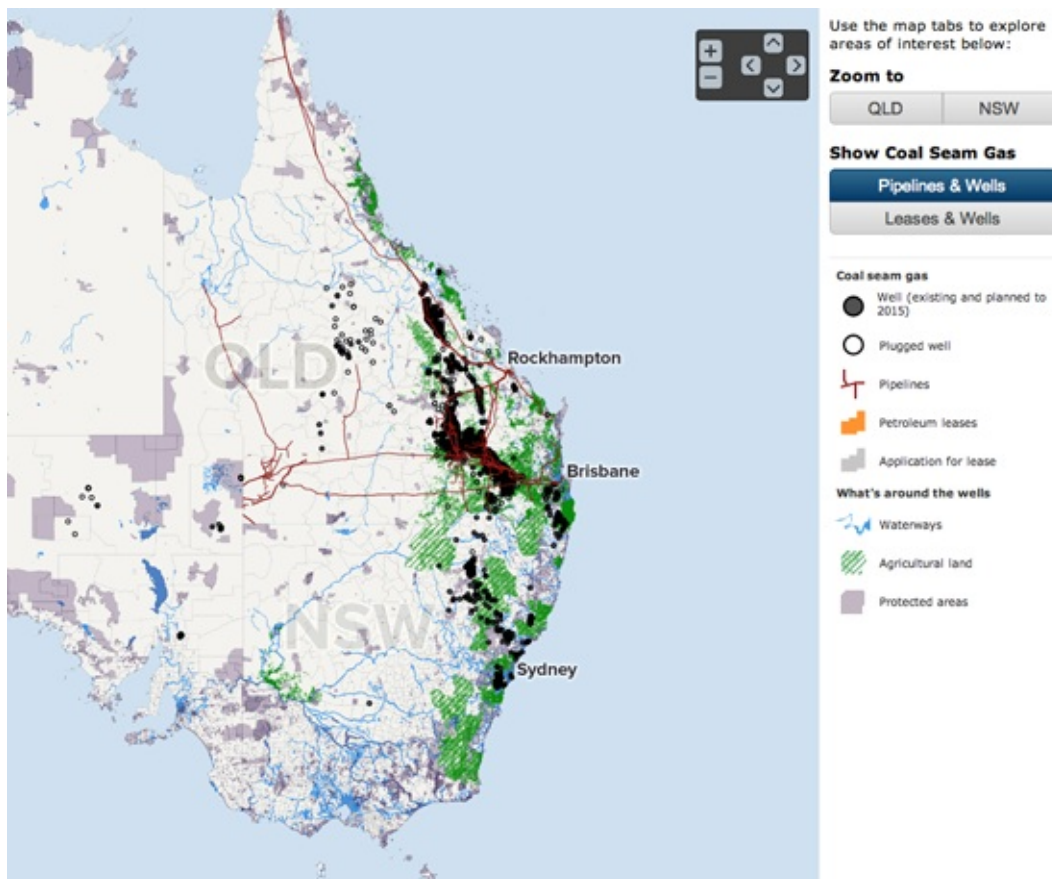 Use the map tabs to explore
areas of interest below:
Zoom to
QLD
NSW
Show Coal Seam Gas
Pipelines & Wells
Leases & Wells
Coal seam gas
Well (existing and planned to
2015)
Plugged well
Pipelines
Petroleum leases
Application for lease
What's around the wells
Waterways
Agricultural land
Protected areas
QLD
Rockhampton
Brisbane
NSW
Sydney